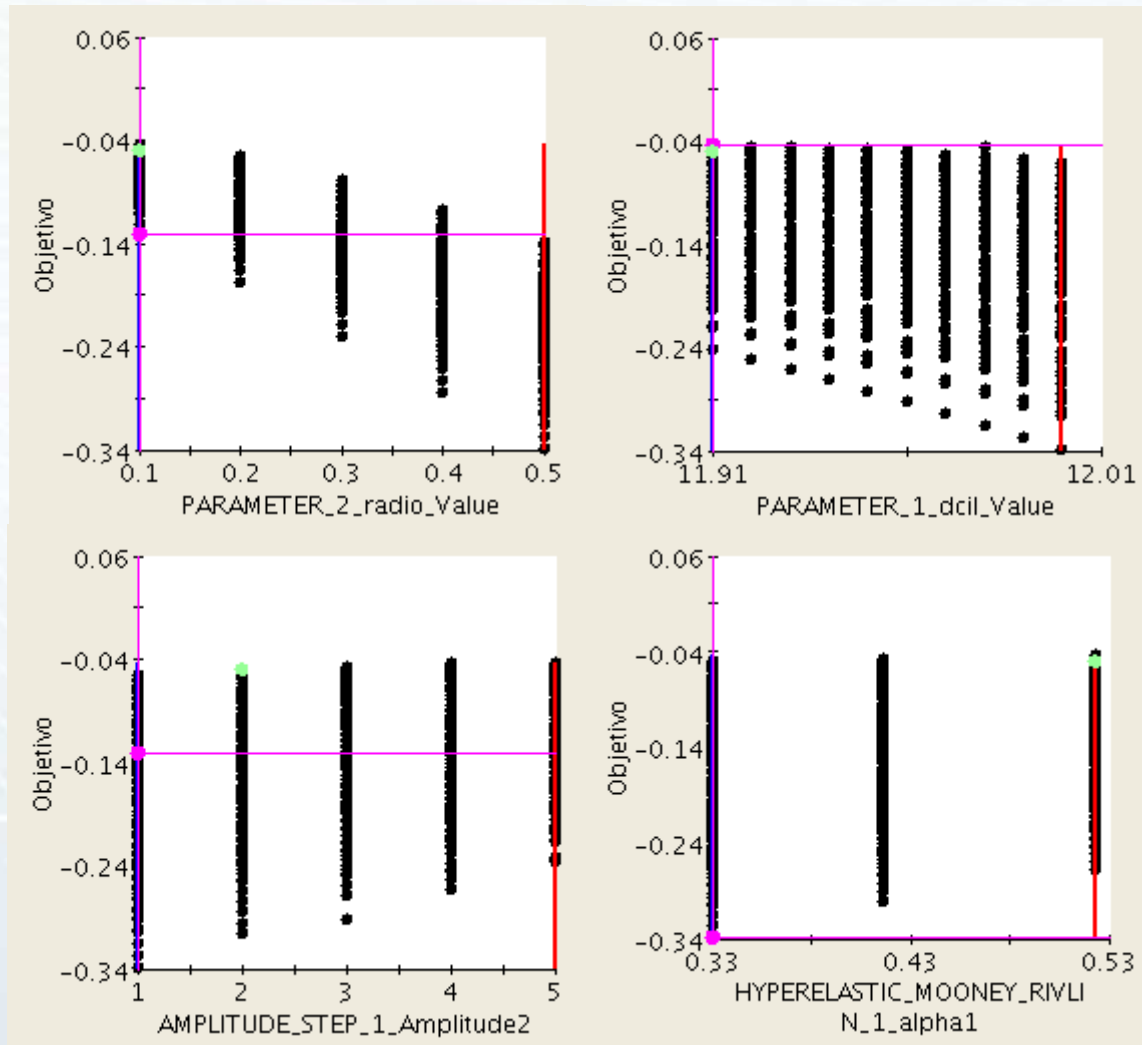 0.06
-0.04
-0.14
-0.24
-0.34
Objetivo
0.1 0.2 0.3 0.4 0.5
PARAMETER_2_radio_Value
0.06
-0.04
-0.14
-0.24
-0.34
Objetivo
11.91 12.01
PARAMETER_1_dcil_Value
0.06
-0.04
-0.14
-0.24
-0.34
Objetivo
1 2 3 4 5
AMPLITUDE_STEP_1_Amplitude2
0.06
-0.04
-0.14
-0.24
-0.34
Objetivo
0.33 0.43 0.53
HYPERELASTIC_MOONEY_RIVLI
N_1_alpha1